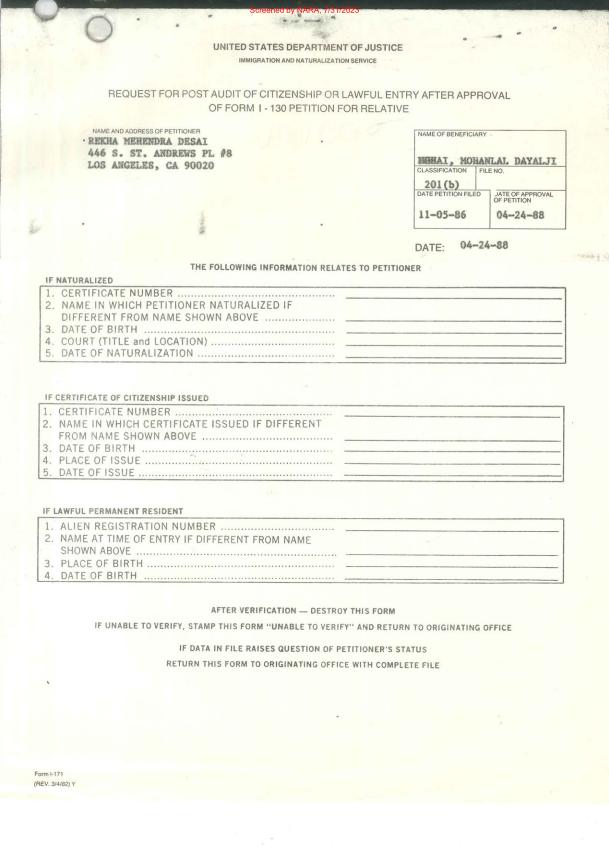 Screened by NARA, 7/31/2023
UNITED STATES DEPARTMENT OF JUSTICE
IMMIGRATION AND NATURALIZATION SERVICE
REQUEST FOR POST AUDIT OF CITIZENSHIP OR LAWFUL ENTRY AFTER APPROVAL
OF FORM I - 130 PETITION FOR RELATIVE
NAME AND ADDRESS OF PETITIONER
REKHA MEHENDRA DESAI
446 S. ST. ANDREWS PL #8
LOS ANGELES, CA 90020
NAME OF BENEFICIARY
MOHANLAL DAYALJI
CLASSIFICATION FILE NO.
201(b)
DATE PETITION FILED DATE OF APPROVAL
OF PETITION
11-05-86 04-24-88
DATE: 04-24-88
THE FOLLOWING INFORMATION RELATES TO PETITIONER
IF NATURALIZED
1. CERTIFICATE NUMBER
2. NAME IN WHICH PETITIONER NATURALIZED IF
DIFFERENT FROM NAME SHOWN ABOVE
3. DATE OF BIRTH
4. COURT (TITLE and LOCATION)
5. DATE OF NATURALIZATION
IF CERTIFICATE OF CITIZENSHIP ISSUED
1. CERTIFICATE NUMBER
2. NAME IN WHICH CERTIFICATE ISSUED IF DIFFERENT
FROM NAME SHOWN ABOVE
3. DATE OF BIRTH
4. PLACE OF ISSUE
5. DATE OF ISSUE
IF LAWFUL PERMANENT RESIDENT
1. ALIEN REGISTRATION NUMBER
2. NAME AT TIME OF ENTRY IF DIFFERENT FROM NAME
SHOWN ABOVE
3. PLACE OF BIRTH
4. DATE OF BIRTH
AFTER VERIFICATION — DESTROY THIS FORM
IF UNABLE TO VERIFY, STAMP THIS FORM "UNABLE TO VERIFY" AND RETURN TO ORIGINATING OFFICE
IF DATA IN FILE RAISES QUESTION OF PETITIONER'S STATUS
RETURN THIS FORM TO ORIGINATING OFFICE WITH COMPLETE FILE
Form I-171
(REV. 3/4/82) Y